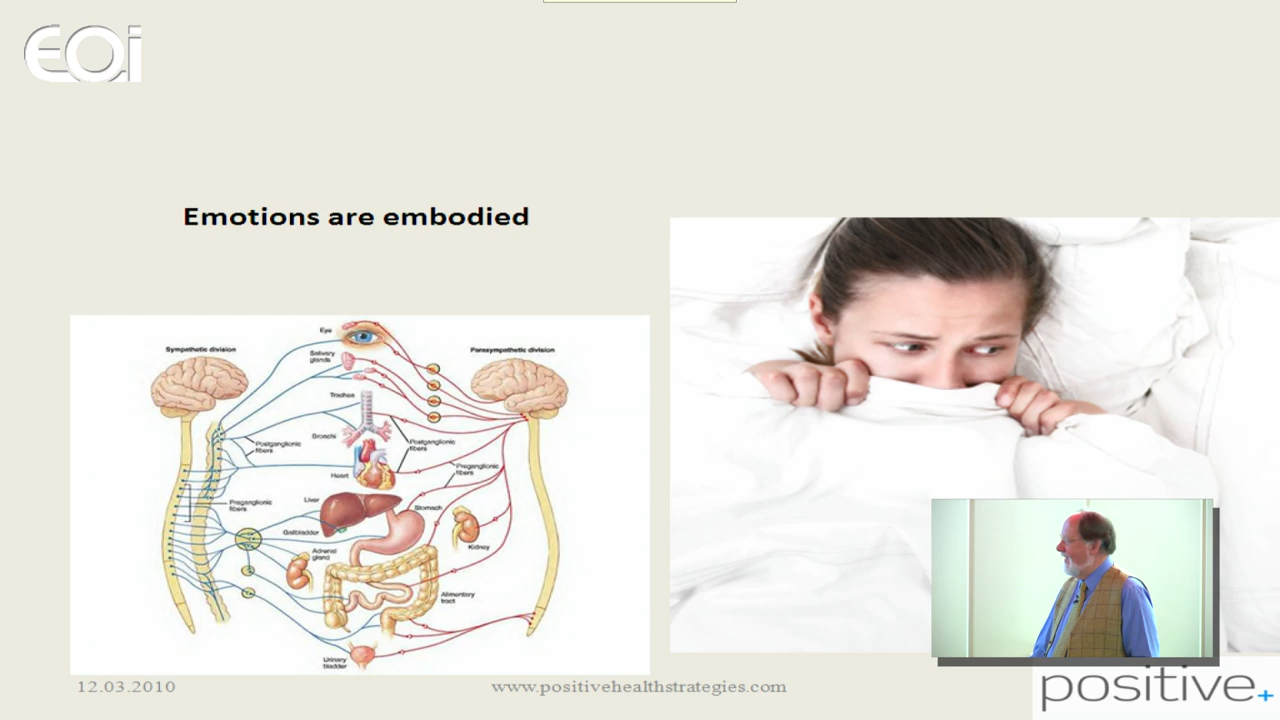 EQi
Emotions are embodied
Eye
Sympathetic division
Parasympathetic division
Salivary
glands
Trachea
Bronchi
Postganglionic
fibers
Postganglionic
fibers
Heart
Preganglionic
fibers
Liver
Stomach
Preganglionic
fibers
Gallbladder
Kidney
Adrenal
gland
Alimentary
tract
Urinary
bladder
12.03.2010
www.positivehealthstrategies.com
positive+